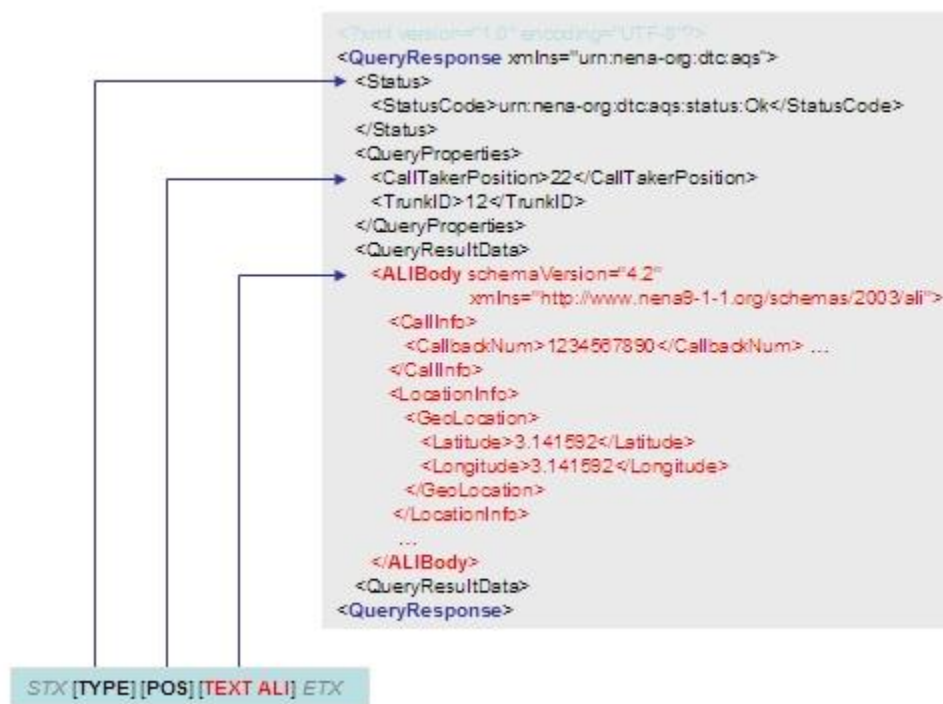 <?xml version="1.0" encoding="UTF-8"?>
<QueryResponse xmlns="urn:nena-org:dtc:aqs">
<Status>
<StatusCode>urn:nena-org:dtc:aqs:status:Ok</StatusCode>
</Status>
<QueryProperties>
<CallTakerPosition>22</CallTakerPosition>
<TrunkID>12</TrunkID>
</QueryProperties>
<QueryResultData>
<ALIBody schemaVersion="4.2"
xmlns="http://www.nena9-1-1.org/schemas/2003/ali">
<CallInfo>
<CallbackNum>1234567890</CallbackNum> ...
</CallInfo>
<LocationInfo>
<GeoLocation>
<Latitude>3.141592</Latitude>
<Longitude>3.141592</Longitude>
</GeoLocation>
</LocationInfo>
...
</ALIBody>
<QueryResultData>
<QueryResponse>
STX [TYPE] [POS] [TEXT ALI] ETX